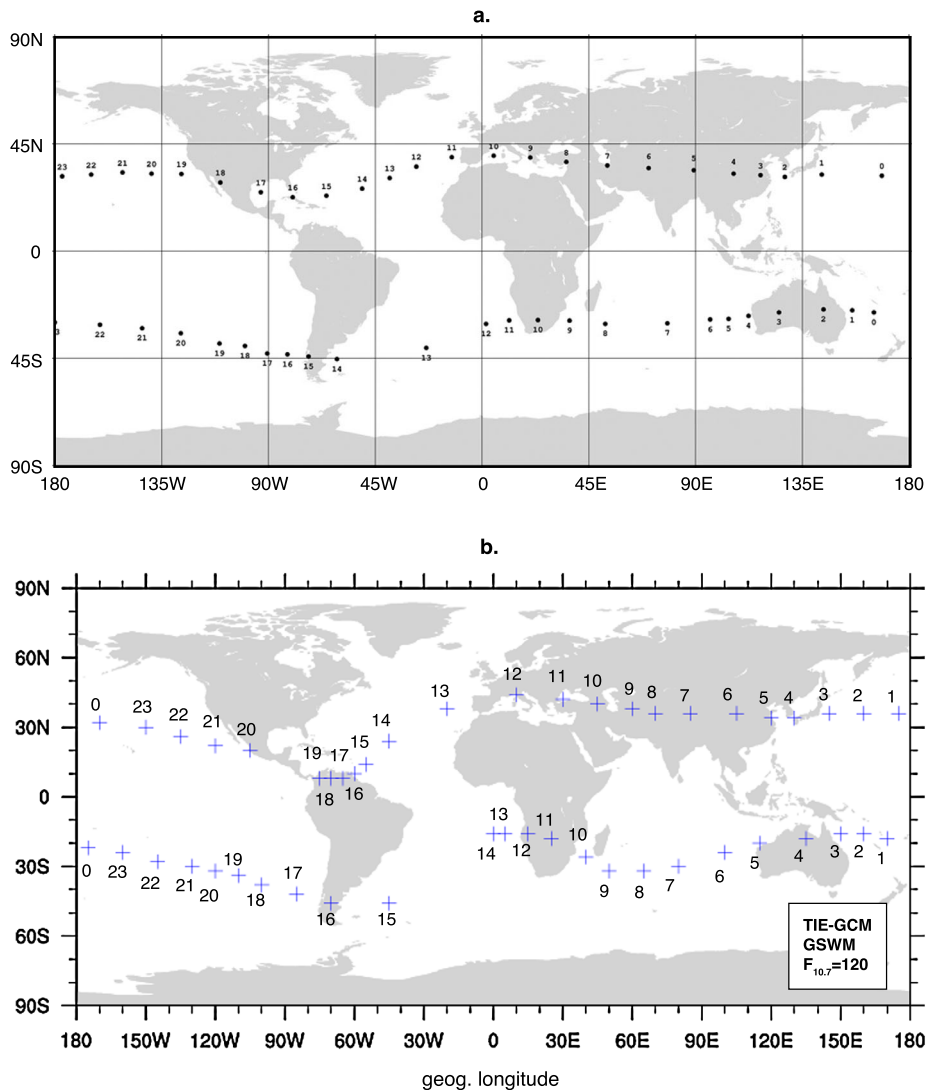 a.
90N
45N
0
45S
90S
23 22 21 20 19 18 17 16 15 14 13 12 11 10 9 8 7 6 5 4 3 2 1 0
3 22 21 20 19 18 17 16 15 14 13 12 11 10 9 8 7 6 5 4 3 2 1 0
180 135W 90W 45W 0 45E 90E 135E 180
b.
90N
60N
30N
0
30S
60S
90S
0 23 22 21 20 19 18 17 16 15 14 13 12 11 10 9 8 7 6 5 4 3 2 1
0 23 22 21 20 19 18 17 16 15 14 13 12 11 10 9 8 7 6 5 4 3 2 1
TIE-GCM
GSWM
F10.7=120
180 150W 120W 90W 60W 30W 0 30E 60E 90E 120E 150E 180
geog. longitude